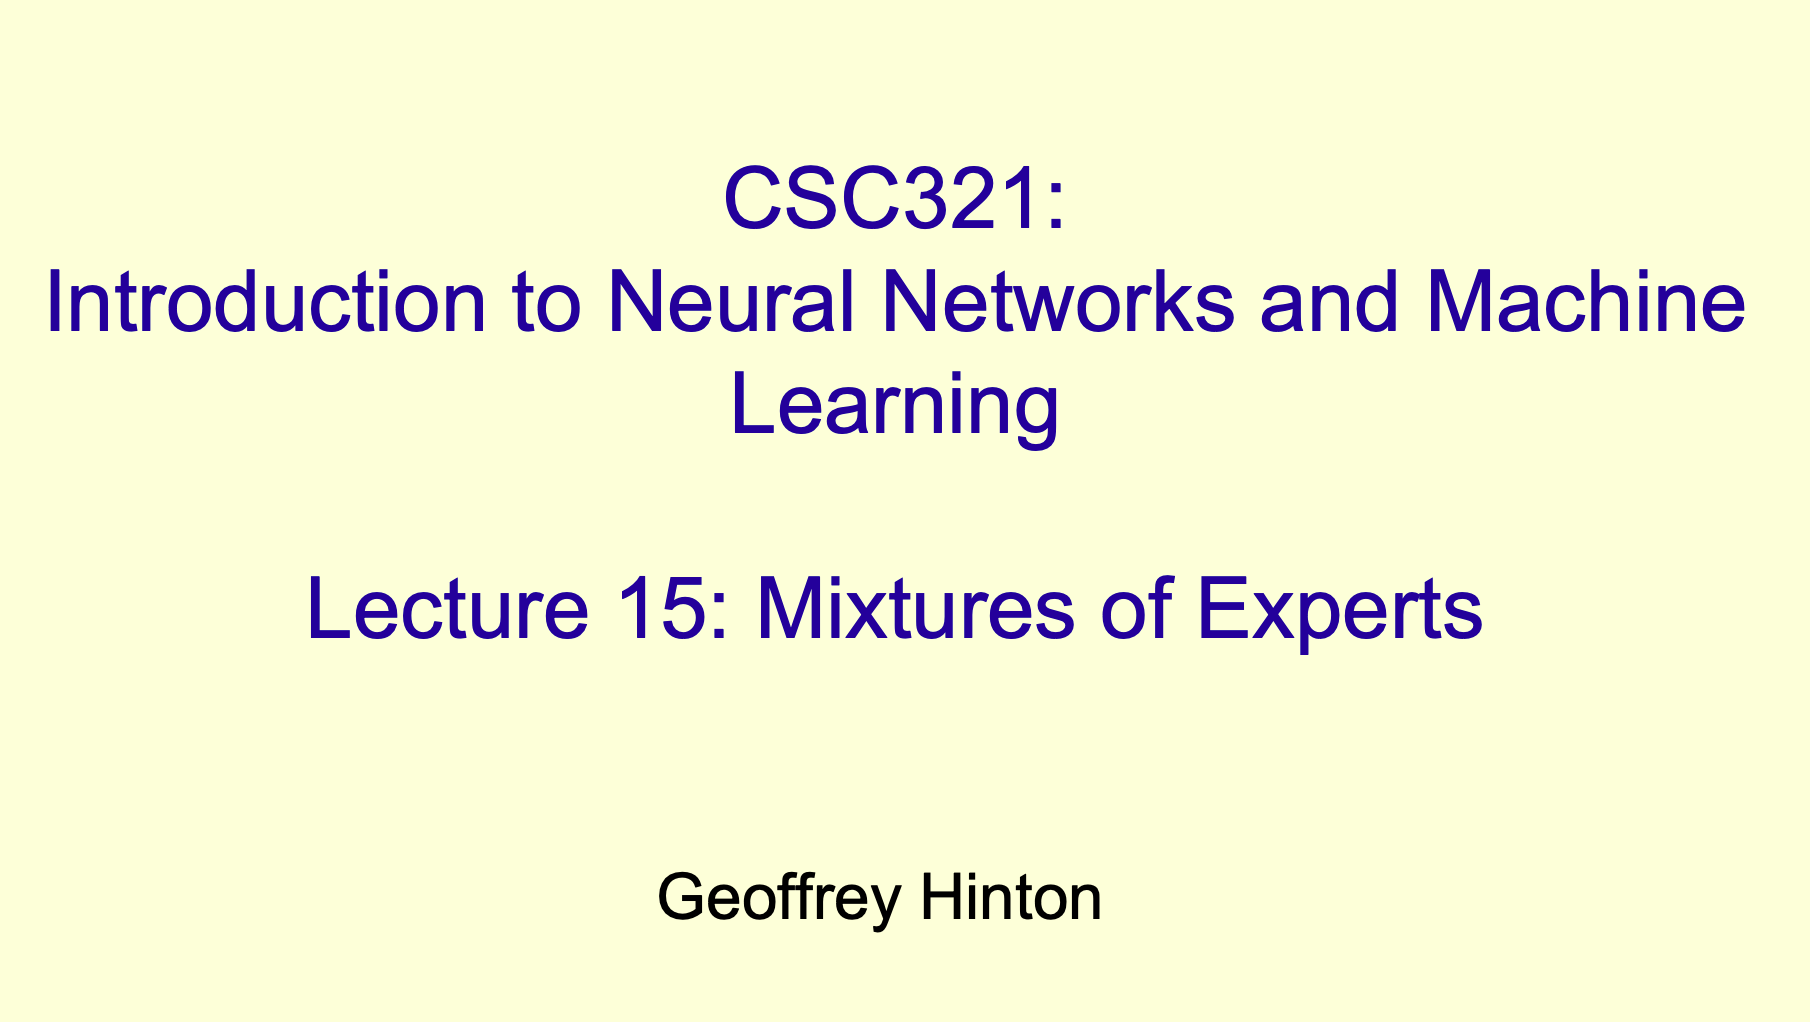 CSC321:
Introduction to Neural Networks and Machine
Learning
Lecture 15: Mixtures of Experts
Geoffrey Hinton